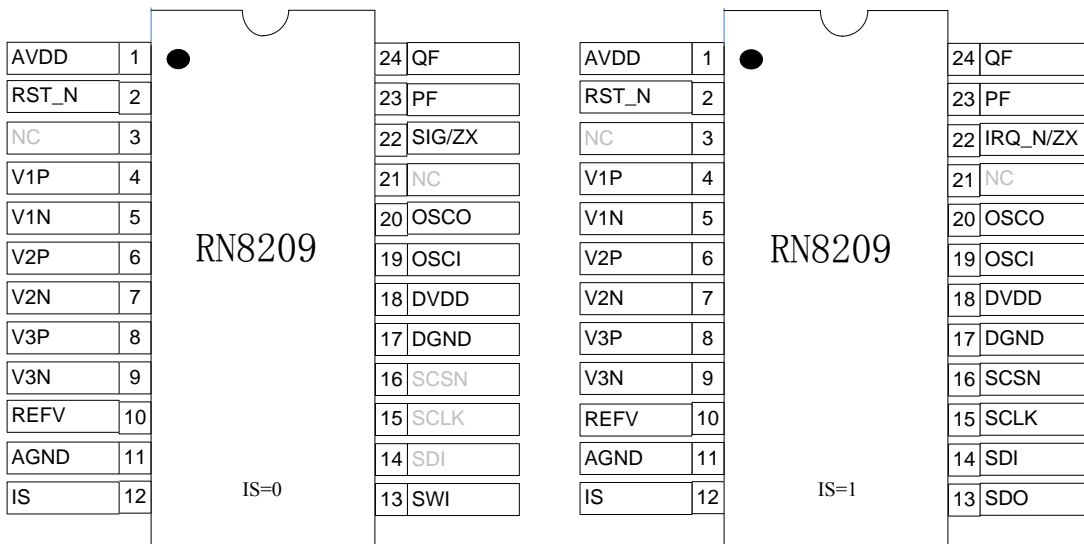 AVDD 1 24 QF
RST_N 2 23 PF
NC 3 22 SIG/ZX
V1P 4 21 NC
V1N 5 20 OSCO
V2P 6 19 OSCI
V2N 7 18 DVDD
V3P 8 17 DGND
V3N 9 16 SCSN
REFV 10 15 SCLK
AGND 11 14 SDI
IS 12 13 SWI
RN8209
IS=0
AVDD 1 24 QF
RST_N 2 23 PF
NC 3 22 IRQ_N/ZX
V1P 4 21 NC
V1N 5 20 OSCO
V2P 6 19 OSCI
V2N 7 18 DVDD
V3P 8 17 DGND
V3N 9 16 SCSN
REFV 10 15 SCLK
AGND 11 14 SDI
IS 12 13 SDO
RN8209
IS=1